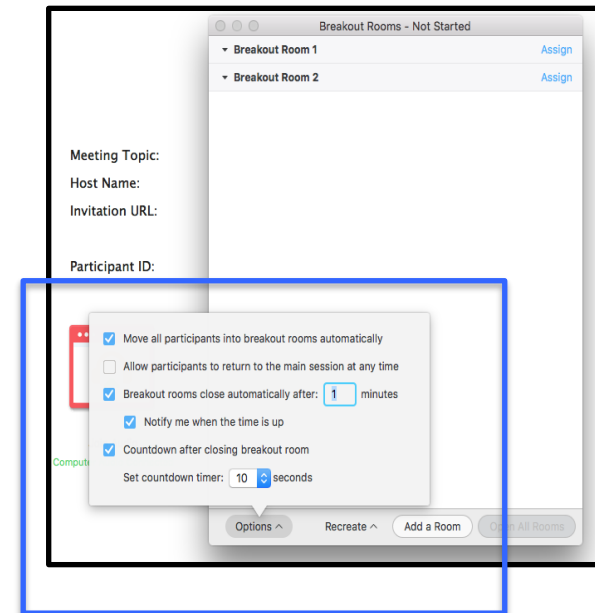 Breakout Rooms - Not Started
Breakout Room 1 Assign
Breakout Room 2 Assign
Meeting Topic:
Host Name:
Invitation URL:
Participant ID:
Move all participants into breakout rooms automatically
Allow participants to return to the main session at any time
Breakout rooms close automatically after: 1 minutes
Notify me when the time is up
Countdown after closing breakout room
Set countdown timer: 10 seconds
Options Recreate Add a Room Open All Rooms